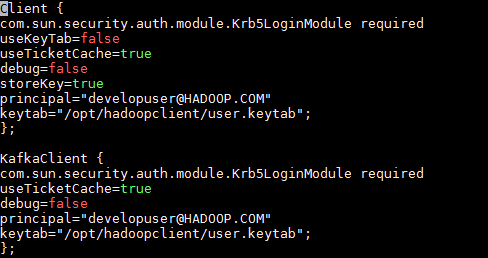 Client {
com.sun.security.auth.module.Krb5LoginModule required
useKeyTab=false
useTicketCache=true
debug=false
storeKey=true
principal="developuser@HADOOP.COM"
keytab="/opt/hadoopclient/user.keytab";
};

KafkaClient {
com.sun.security.auth.module.Krb5LoginModule required
useTicketCache=true
debug=false
principal="developuser@HADOOP.COM"
keytab="/opt/hadoopclient/user.keytab";
};